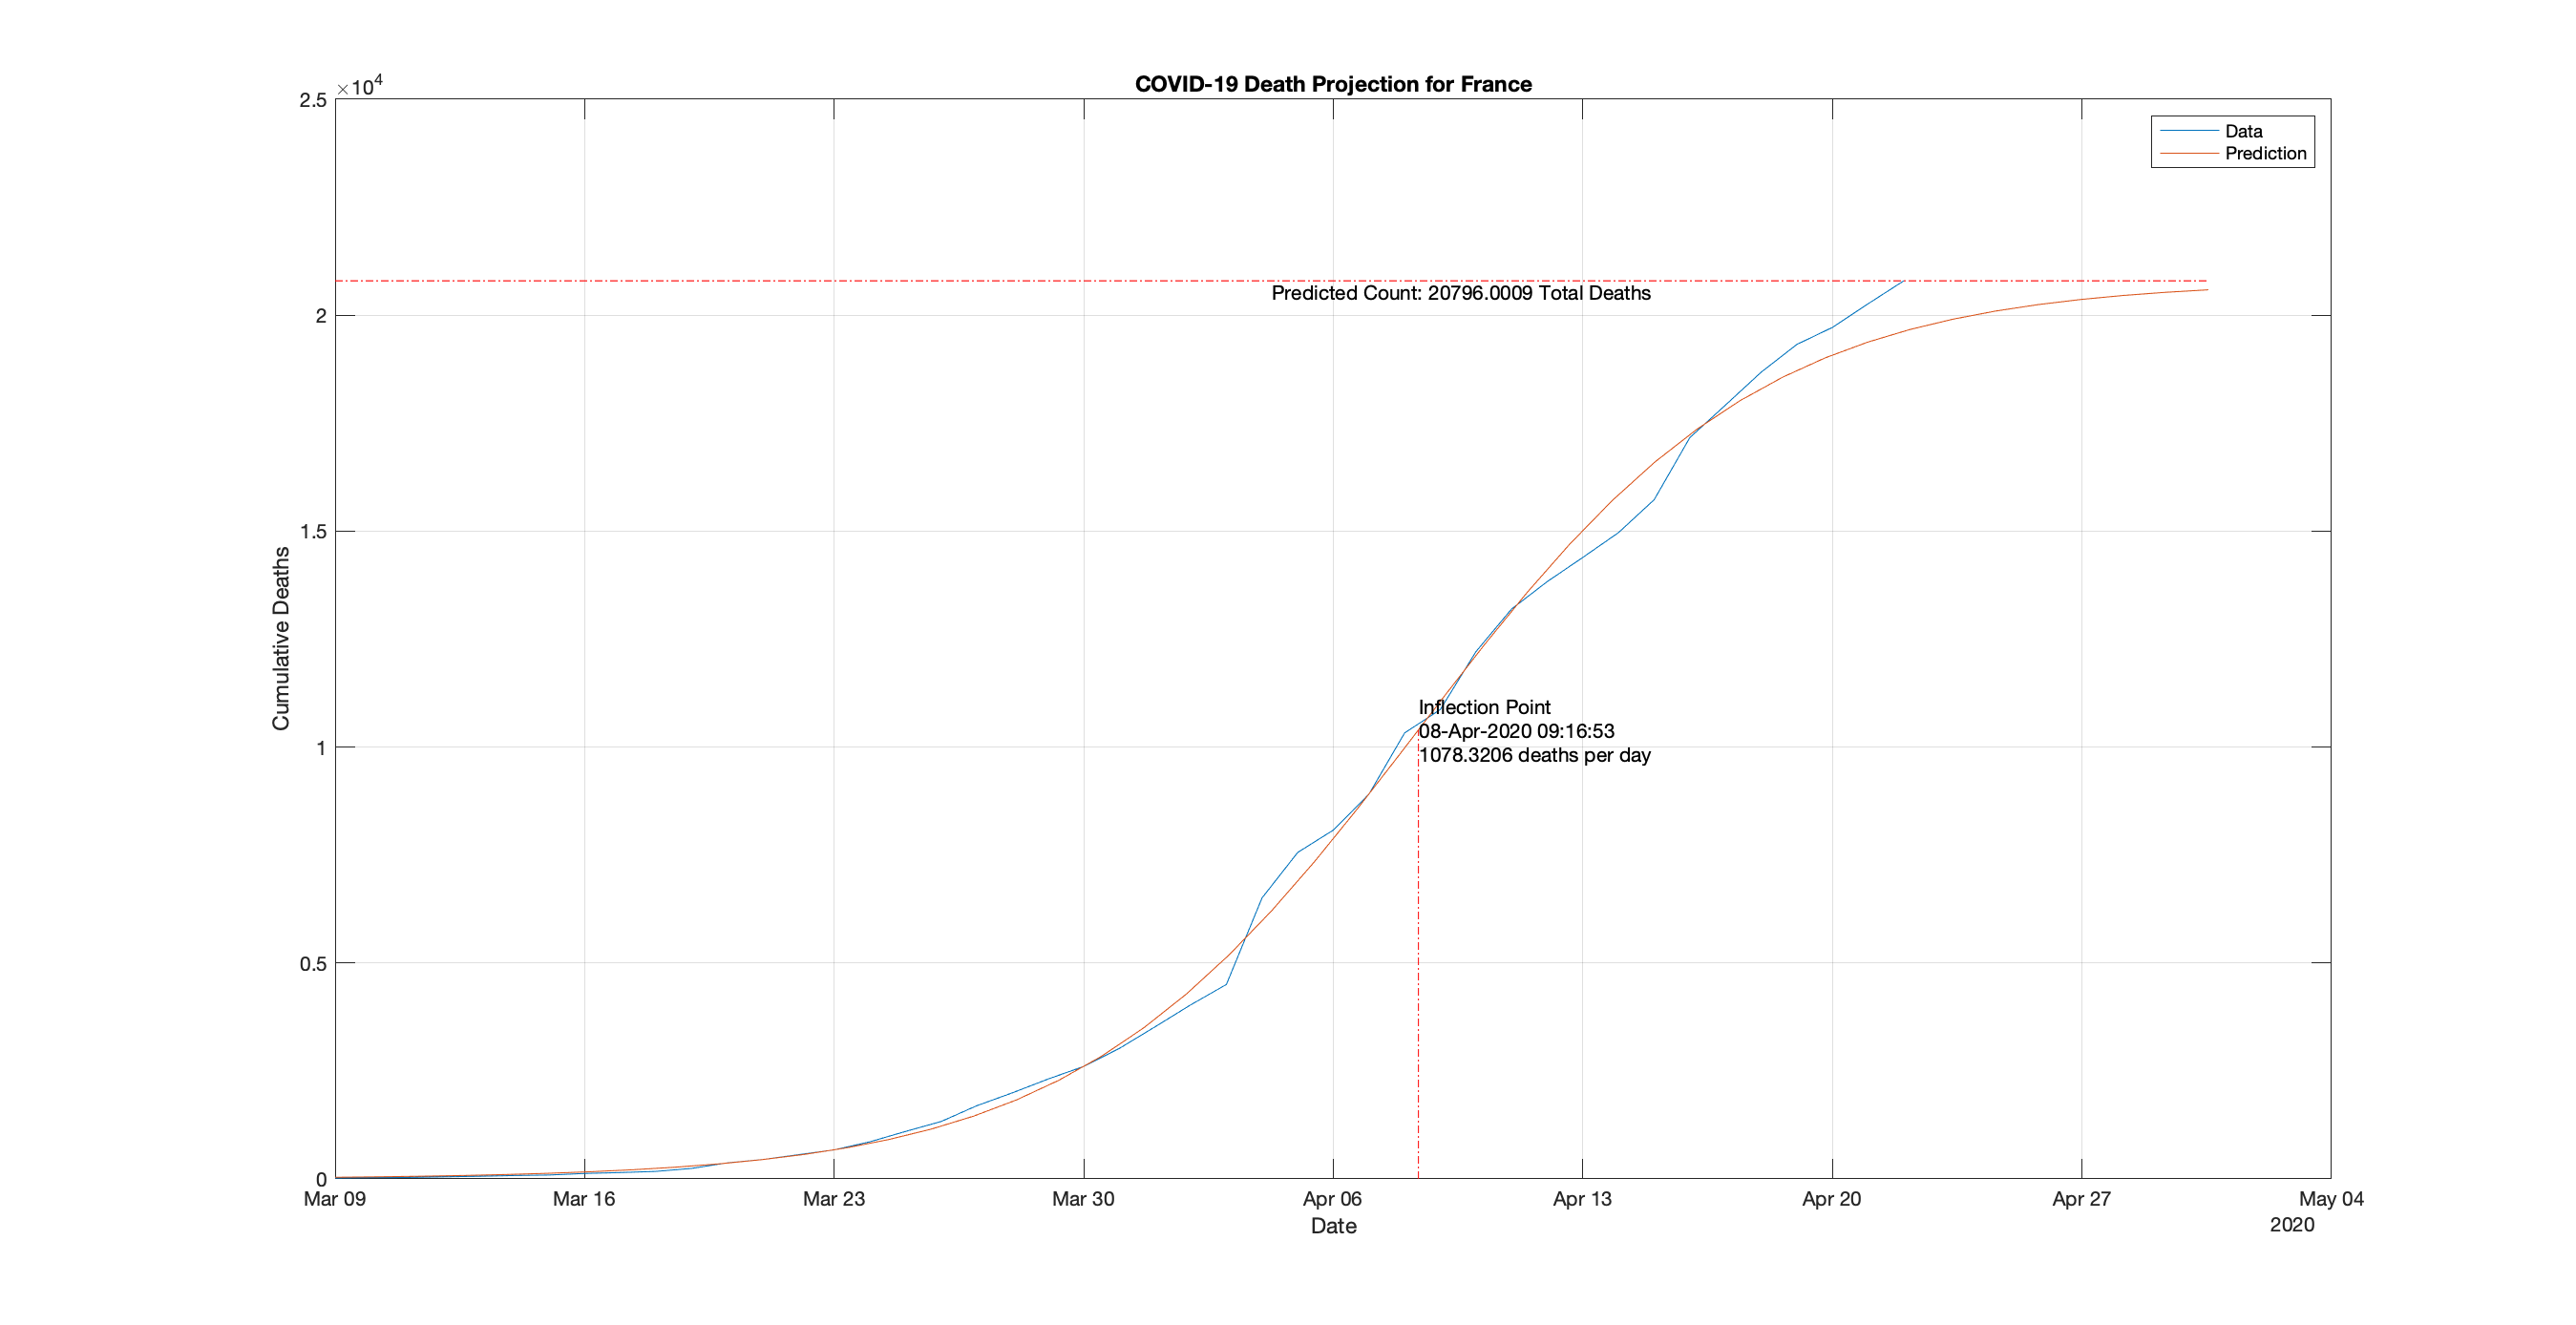 COVID-19 Death Projection for France
×10^4
2.5
2
1.5
1
0.5
0
Cumulative Deaths
Data
Prediction
Predicted Count: 20796.0009 Total Deaths
Inflection Point
08-Apr-2020 09:16:53
1078.3206 deaths per day
Mar 09 Mar 16 Mar 23 Mar 30 Apr 06 Apr 13 Apr 20 Apr 27 May 04
Date
2020